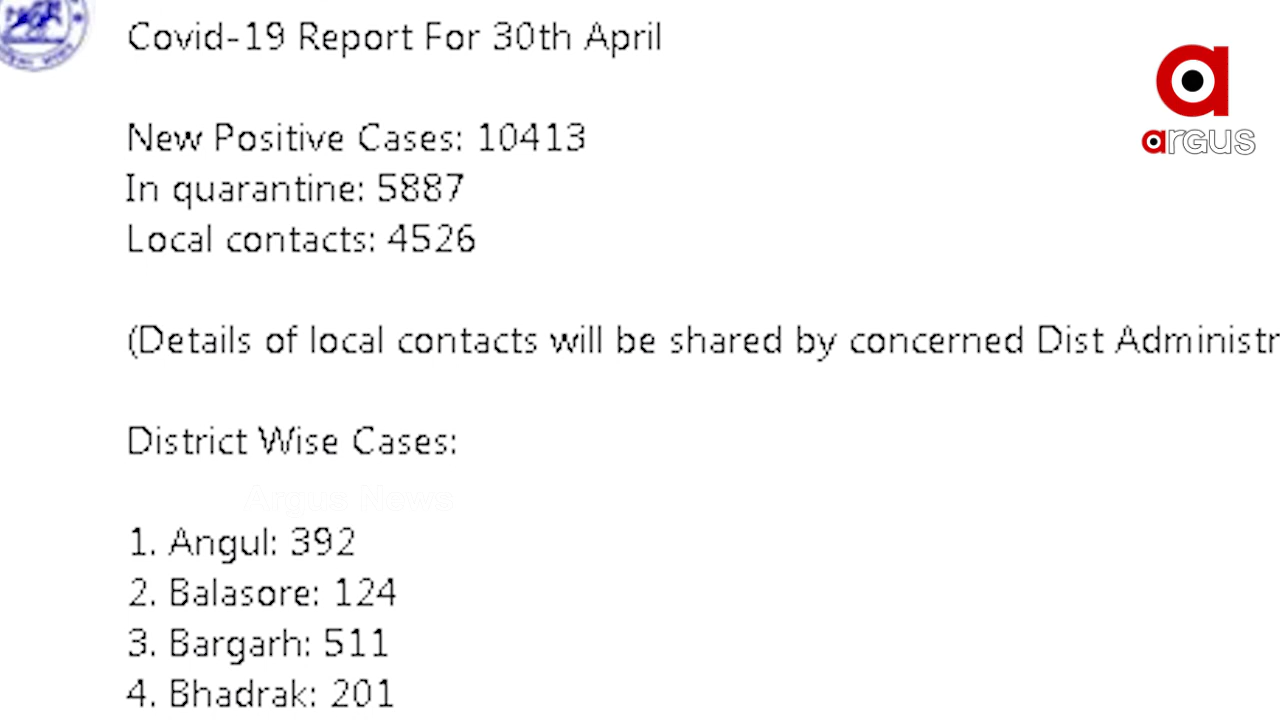 Covid-19 Report For 30th April
argus
New Positive Cases: 10413
In quarantine: 5887
Local contacts: 4526
(Details of local contacts will be shared by concerned Dist Administr
District Wise Cases:
Argus News
1. Angul: 392
2. Balasore: 124
3. Bargarh: 511
4. Bhadrak: 201